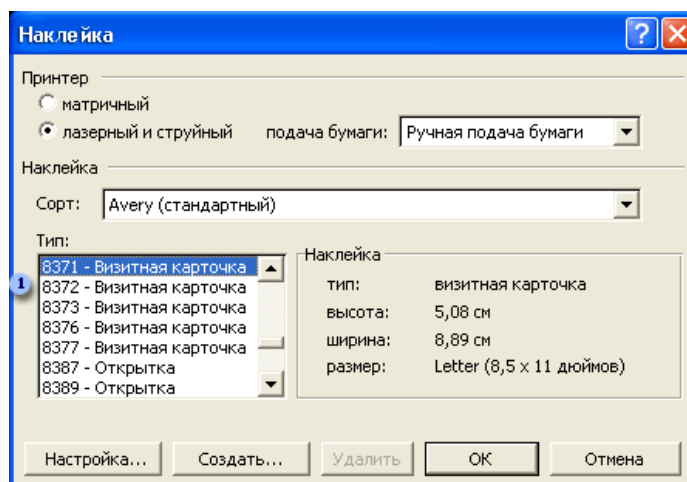 Наклейка
Принтер
матричный
лазерный и струйный подача бумаги: Ручная подача бумаги
Наклейка
Сорт: Avery (стандартный)
Тип:
8371 - Визитная карточка
8372 - Визитная карточка
8373 - Визитная карточка
8376 - Визитная карточка
8377 - Визитная карточка
8387 - Открытка
8389 - Открытка
1
Наклейка
тип: визитная карточка
высота: 5,08 см
ширина: 8,89 см
размер: Letter (8,5 x 11 дюймов)
Настройка... Создать... Удалить ОК Отмена